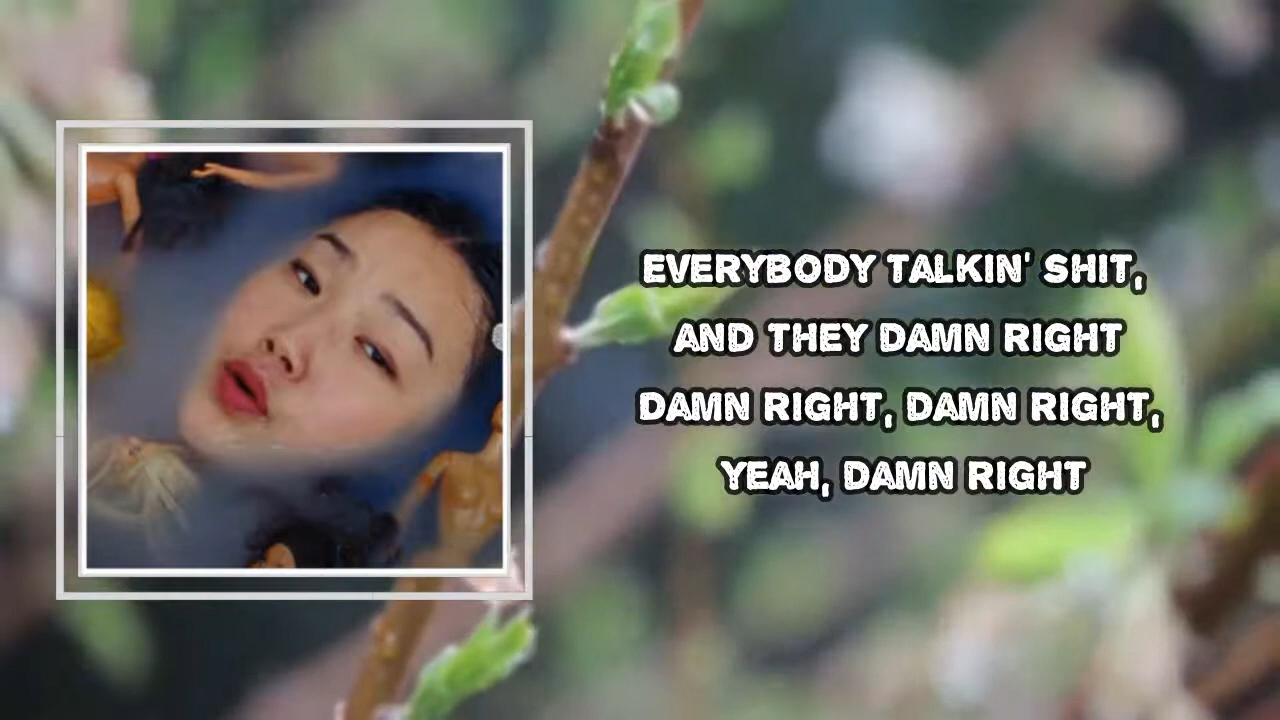 EVERYBODY TALKIN' SHIT,
AND THEY DAMN RIGHT
DAMN RIGHT, DAMN RIGHT,
YEAH, DAMN RIGHT